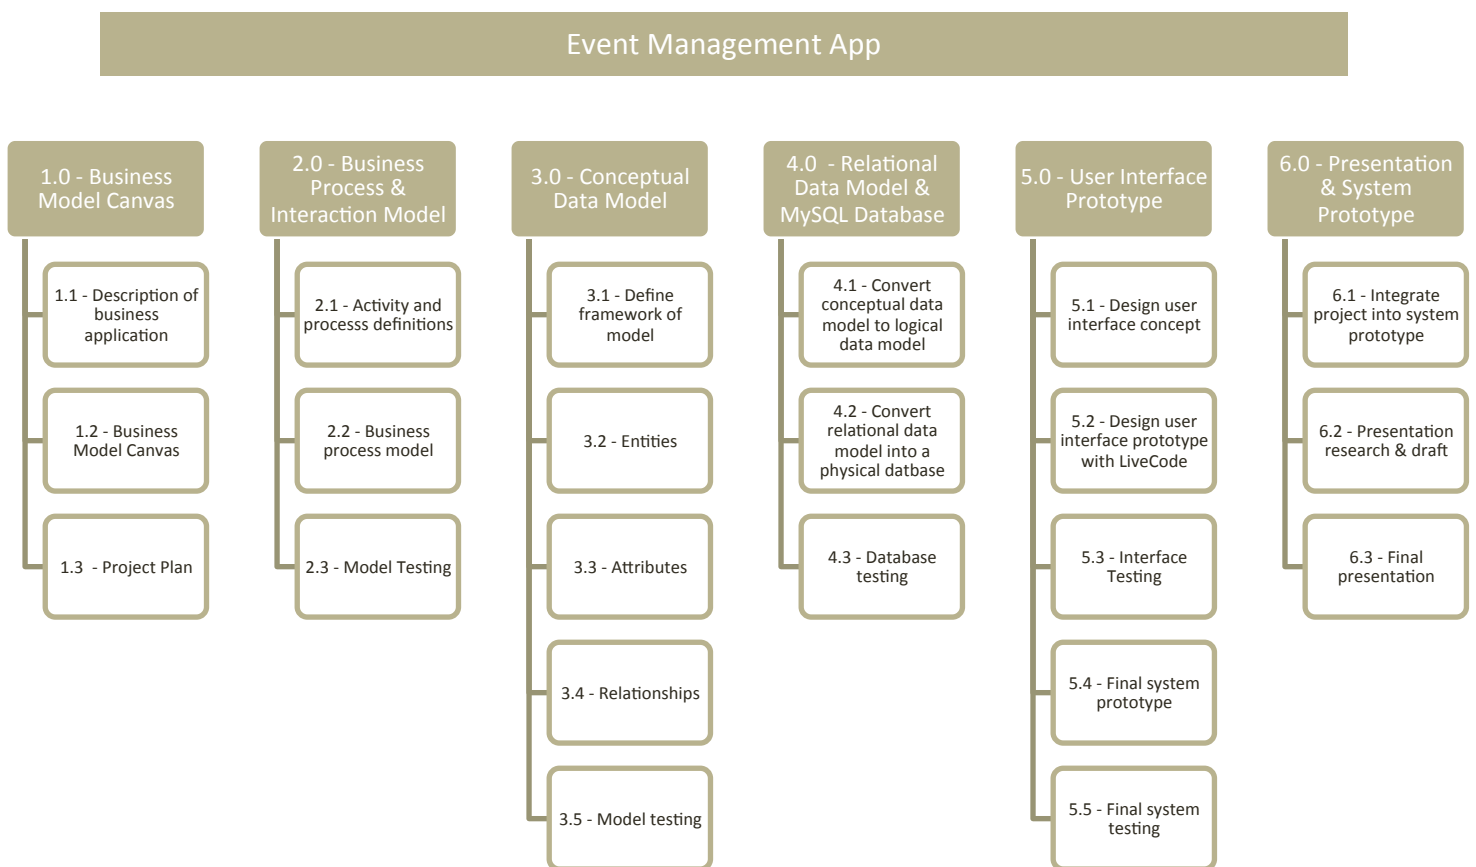 Event Management App
1.0 - Business
Model Canvas
1.1 - Description of
business
application
1.2 - Business
Model Canvas
1.3  - Project Plan
2.0 - Business
Process &
Interaction Model
2.1 - Activity and
processs definitions
2.2 - Business
process model
2.3 - Model Testing
3.0 - Conceptual
Data Model
3.1 - Define
framework of
model
3.2 - Entities
3.3 - Attributes
3.4 - Relationships
3.5 - Model testing
4.0  - Relational
Data Model &
MySQL Database
4.1 - Convert
conceptual data
model to logical
data model
4.2 - Convert
relational data
model into a
physical datbase
4.3 - Database
testing
5.0 - User Interface
Prototype
5.1 - Design user
interface concept
5.2 - Design user
interface prototype
with LiveCode
5.3 - Interface
Testing
5.4 - Final system
prototype
5.5 - Final system
testing
6.0 - Presentation
& System
Prototype
6.1 - Integrate
project into system
prototype
6.2 - Presentation
research & draft
6.3 - Final
presentation